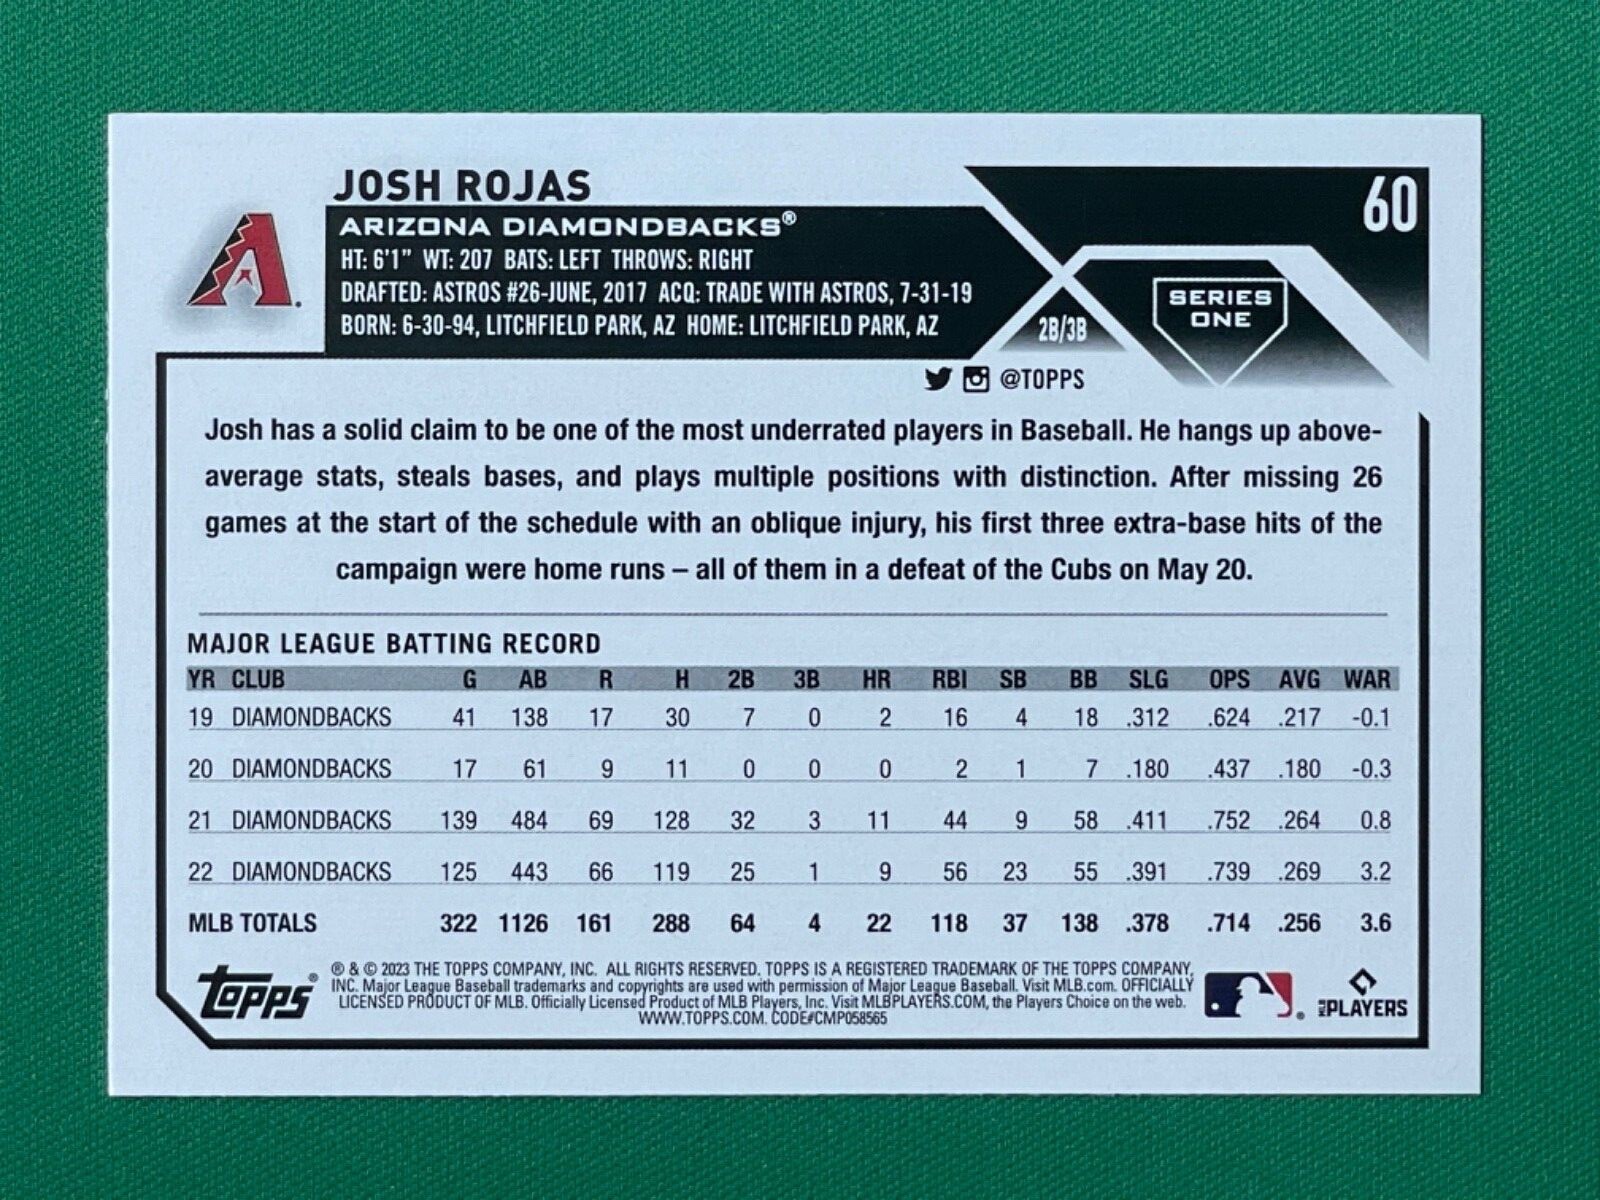 JOSH ROJAS
60
ARIZONA DIAMONDBACKS®
HT: 6'1" WT: 207 BATS: LEFT THROWS: RIGHT
DRAFTED: ASTROS #26-JUNE, 2017 ACQ: TRADE WITH ASTROS, 7-31-19
BORN: 6-30-94, LITCHFIELD PARK, AZ HOME: LITCHFIELD PARK, AZ
2B/3B
SERIES
ONE
@TOPPS
Josh has a solid claim to be one of the most underrated players in Baseball. He hangs up above-
average stats, steals bases, and plays multiple positions with distinction. After missing 26
games at the start of the schedule with an oblique injury, his first three extra-base hits of the
campaign were home runs – all of them in a defeat of the Cubs on May 20.
MAJOR LEAGUE BATTING RECORD
YR CLUB G AB R H 2B 3B HR RBI SB BB SLG OPS AVG WAR
19 DIAMONDBACKS 41 138 17 30 7 0 2 16 4 18 .312 .624 .217 -0.1
20 DIAMONDBACKS 17 61 9 11 0 0 0 2 1 7 .180 .437 .180 -0.3
21 DIAMONDBACKS 139 484 69 128 32 3 11 44 9 58 .411 .752 .264 0.8
22 DIAMONDBACKS 125 443 66 119 25 1 9 56 23 55 .391 .739 .269 3.2
MLB TOTALS 322 1126 161 288 64 4 22 118 37 138 .378 .714 .256 3.6
Topps®
® & © 2023 THE TOPPS COMPANY, INC. ALL RIGHTS RESERVED. TOPPS IS A REGISTERED TRADEMARK OF THE TOPPS COMPANY,
INC. Major League Baseball trademarks and copyrights are used with permission of Major League Baseball. Visit MLB.com. OFFICIALLY
LICENSED PRODUCT OF MLB. Officially Licensed Product of MLB Players, Inc. Visit MLBPLAYERS.COM, the Players Choice on the web.
WWW.TOPPS.COM. CODE#CMP058565
MLB PLAYERS